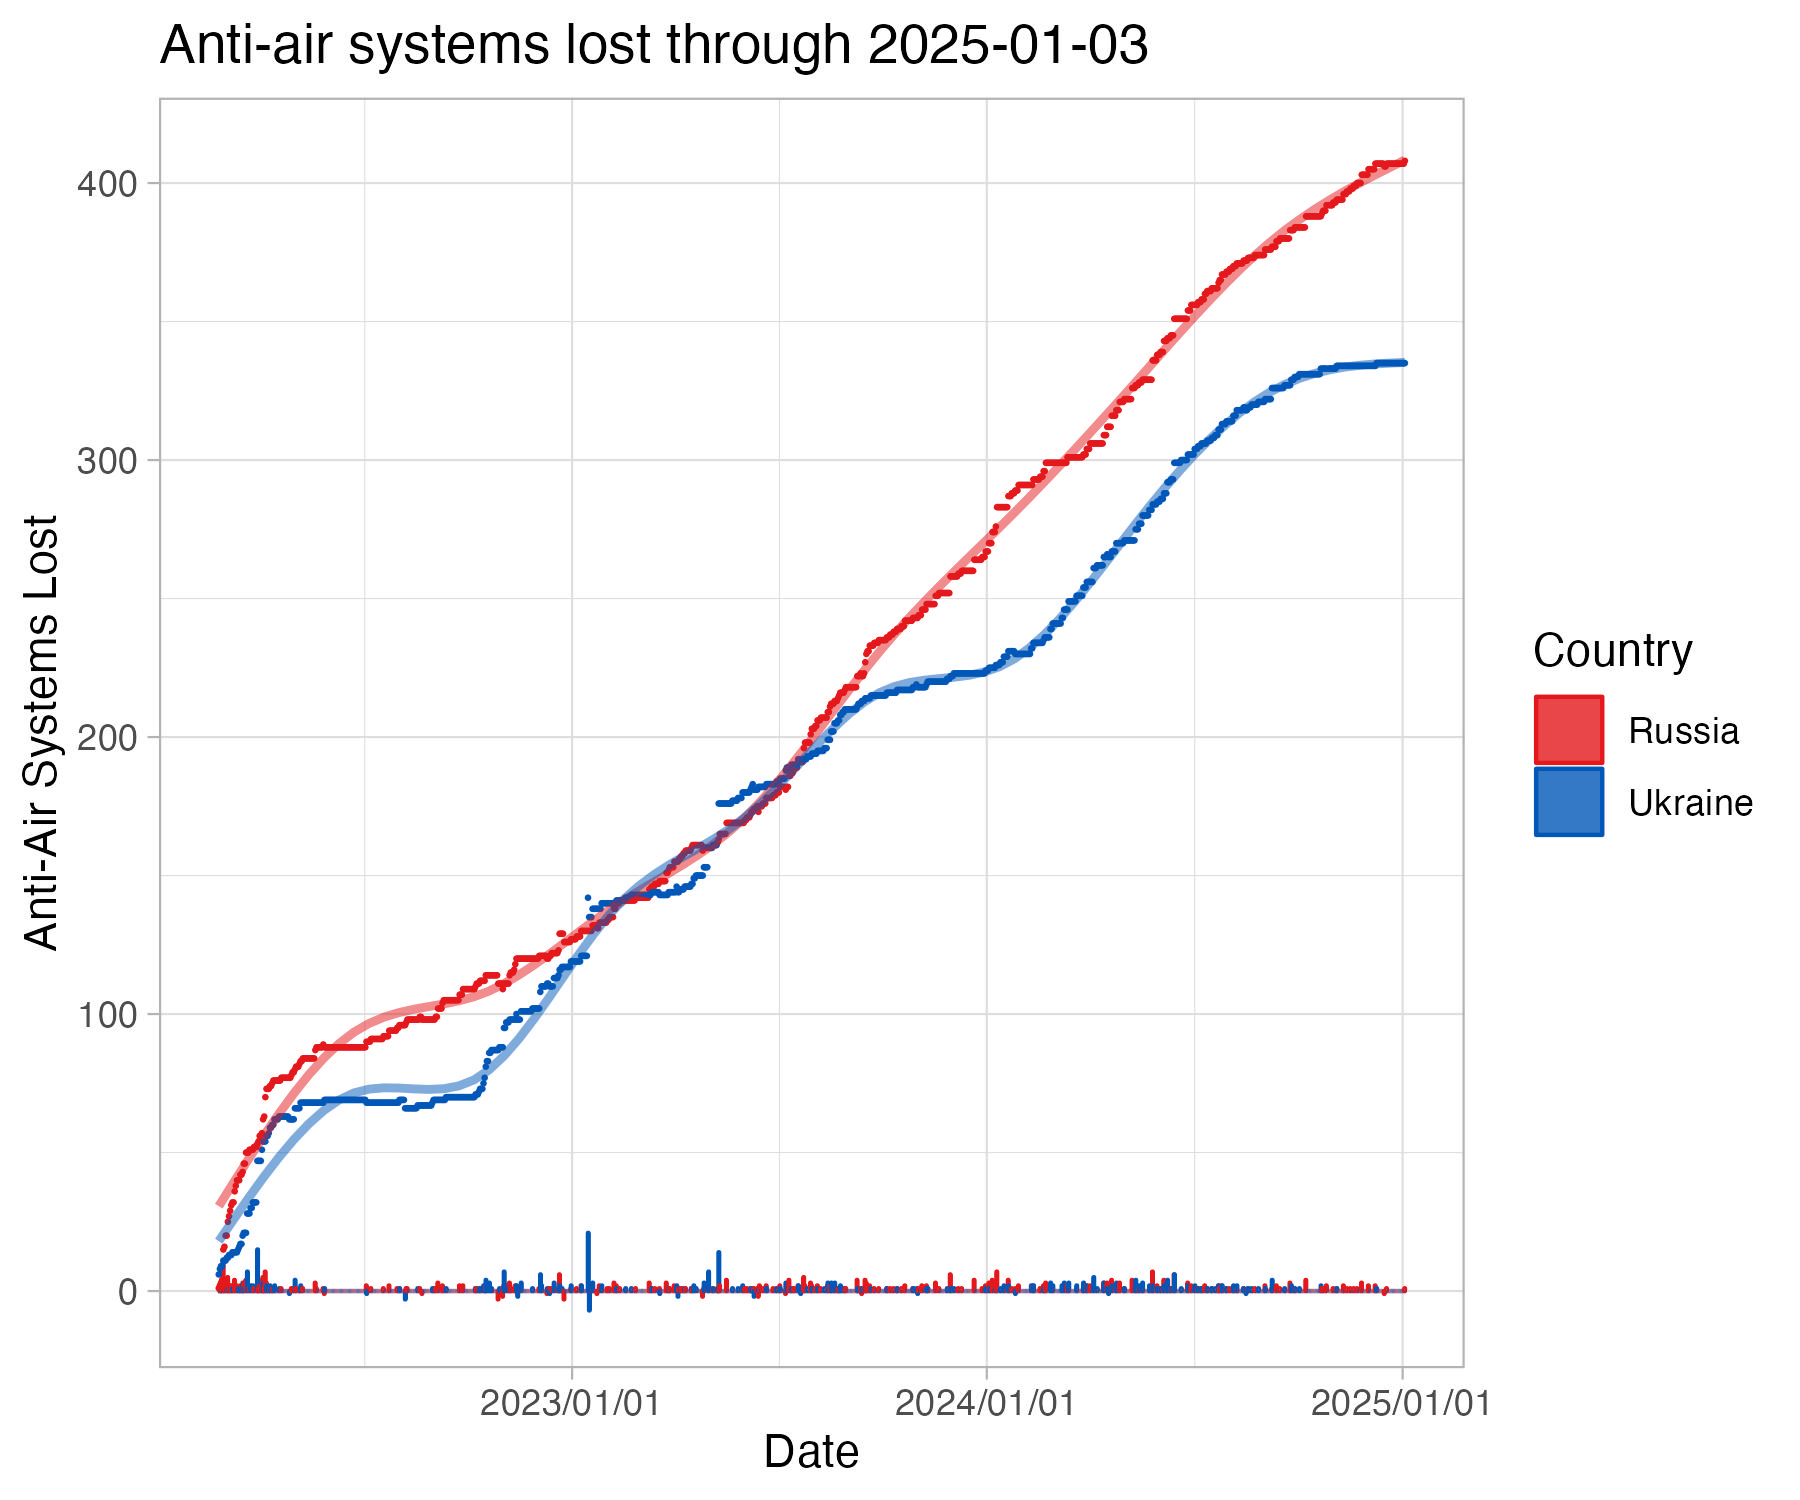 Anti-air systems lost through 2025-01-03
Anti-Air Systems Lost
400
300
200
100
0
2023/01/01
2024/01/01
2025/01/01
Date
Country
Russia
Ukraine